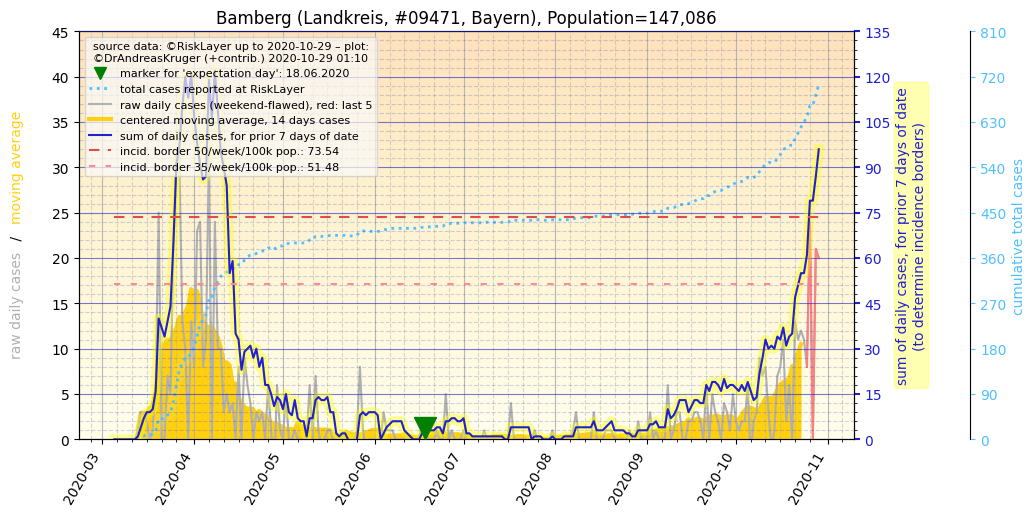 Bamberg (Landkreis, #09471, Bayern), Population=147,086
source data: ©RiskLayer up to 2020-10-29 – plot:
©DrAndreasKruger (+contrib.) 2020-10-29 01:10
marker for 'expectation day': 18.06.2020
total cases reported at RiskLayer
raw daily cases (weekend-flawed), red: last 5
centered moving average, 14 days cases
sum of daily cases, for prior 7 days of date
incid. border 50/week/100k pop.: 73.54
incid. border 35/week/100k pop.: 51.48
raw daily cases / moving average
45
40
35
30
25
20
15
10
5
0
2020-03
2020-04
2020-05
2020-06
2020-07
2020-08
2020-09
2020-10
2020-11
135
120
105
90
75
60
45
30
15
0
sum of daily cases, for prior 7 days of date
(to determine incidence borders)
810
720
630
540
450
360
270
180
90
0
cumulative total cases